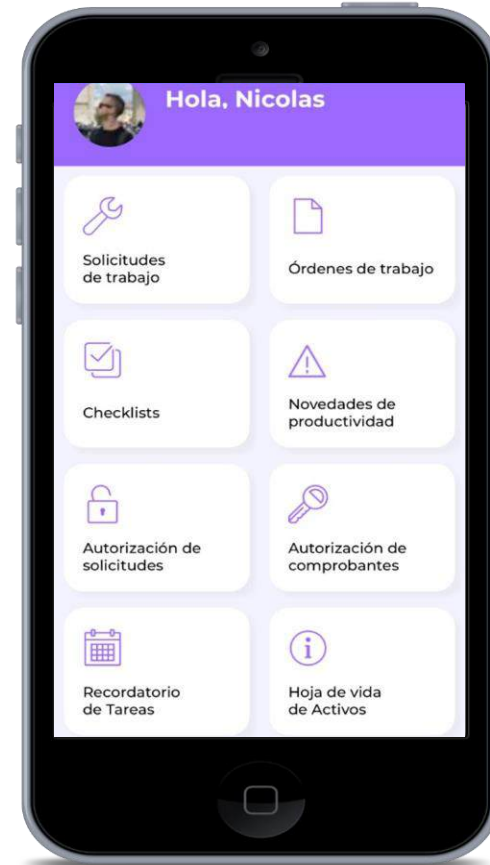 Hola, Nicolas
Solicitudes
de trabajo
Órdenes de trabajo
Checklists
Novedades de
productividad
Autorización de
solicitudes
Autorización de
comprobantes
Recordatorio
de Tareas
Hoja de vida
de Activos